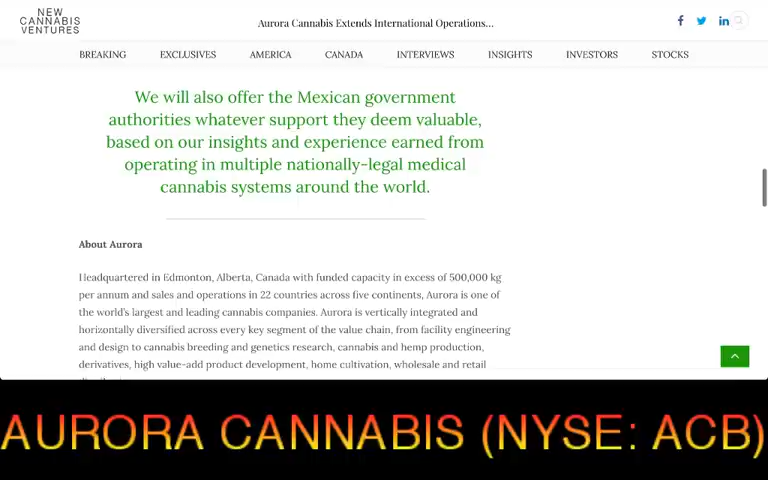 NEW
CANNABIS
VENTURES
Aurora Cannabis Extends International Operations...
BREAKING EXCLUSIVES AMERICA CANADA INTERVIEWS INSIGHTS INVESTORS STOCKS
We will also offer the Mexican government
authorities whatever support they deem valuable,
based on our insights and experience earned from
operating in multiple nationally-legal medical
cannabis systems around the world.
About Aurora
Headquartered in Edmonton, Alberta, Canada with funded capacity in excess of 500,000 kg
per annum and sales and operations in 22 countries across five continents, Aurora is one of
the world's largest and leading cannabis companies. Aurora is vertically integrated and
horizontally diversified across every key segment of the value chain, from facility engineering
and design to cannabis breeding and genetics research, cannabis and hemp production,
derivatives, high value-add product development, home cultivation, wholesale and retail
AURORA CANNABIS (NYSE: ACB)